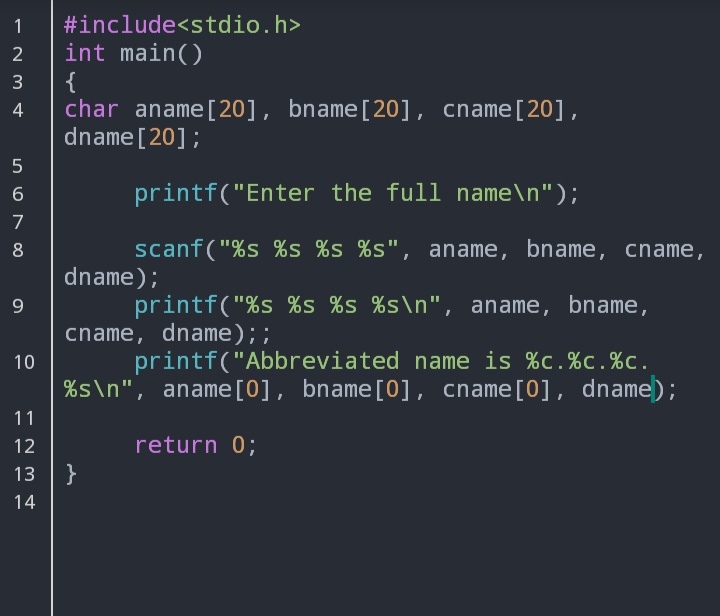 1 #include<stdio.h>
2 int main()
3 {
4 char aname[20], bname[20], cname[20],
dname[20];
5
6 printf("Enter the full name\n");
7
8 scanf("%s %s %s %s", aname, bname, cname,
dname);
9 printf("%s %s %s %s\n", aname, bname,
cname, dname);;
10 printf("Abbreviated name is %c.%c.%c.
%s\n", aname[0], bname[0], cname[0], dname);
11
12 return 0;
13 }
14